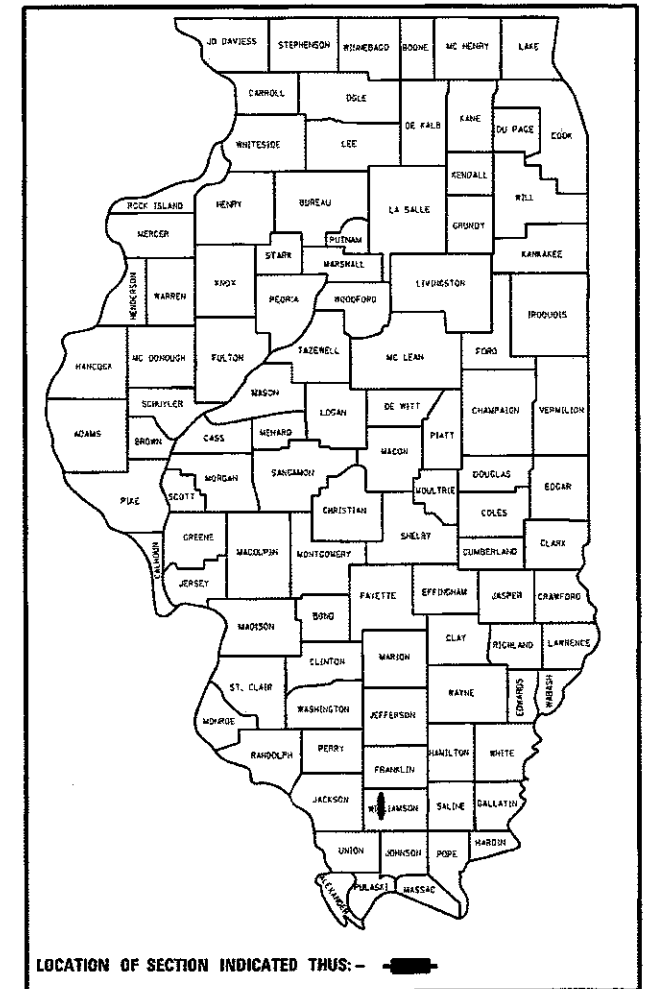 JO DAVIESS STEPHENSON WINNEBAGO BOONE MC HENRY LAKE
CARROLL OGLE DE KALB KANE DU PAGE COOK
WHITESIDE LEE KENDALL WILL
ROCK ISLAND HENRY BUREAU LA SALLE GRUNDY
MERCER PUTNAM KANKAKEE
STARK MARSHALL
HENDERSON WARREN KNOX PEORIA WOODFORD LIVINGSTON IROQUOIS
HANCOCK MC DONOUGH FULTON TAZEWELL MC LEAN FORD
SCHUYLER MASON LOGAN DE WITT CHAMPAIGN VERMILION
ADAMS BROWN CASS MENARD MACON PIATT
PIKE SCOTT MORGAN SANGAMON CHRISTIAN MOULTRIE DOUGLAS EDGAR
COLES
CALHOUN GREENE MACOUPIN MONTGOMERY SHELBY CUMBERLAND CLARK
JERSEY FAYETTE EFFINGHAM JASPER CRAWFORD
MADISON BOND
CLINTON MARION CLAY RICHLAND LAWRENCE
ST. CLAIR WASHINGTON JEFFERSON WAYNE EDWARDS WABASH
MONROE
RANDOLPH PERRY HAMILTON WHITE
FRANKLIN
JACKSON WILLIAMSON SALINE GALLATIN
UNION JOHNSON POPE HARDIN
ALEXANDER PULASKI MASSAC
LOCATION OF SECTION INDICATED THUS: -